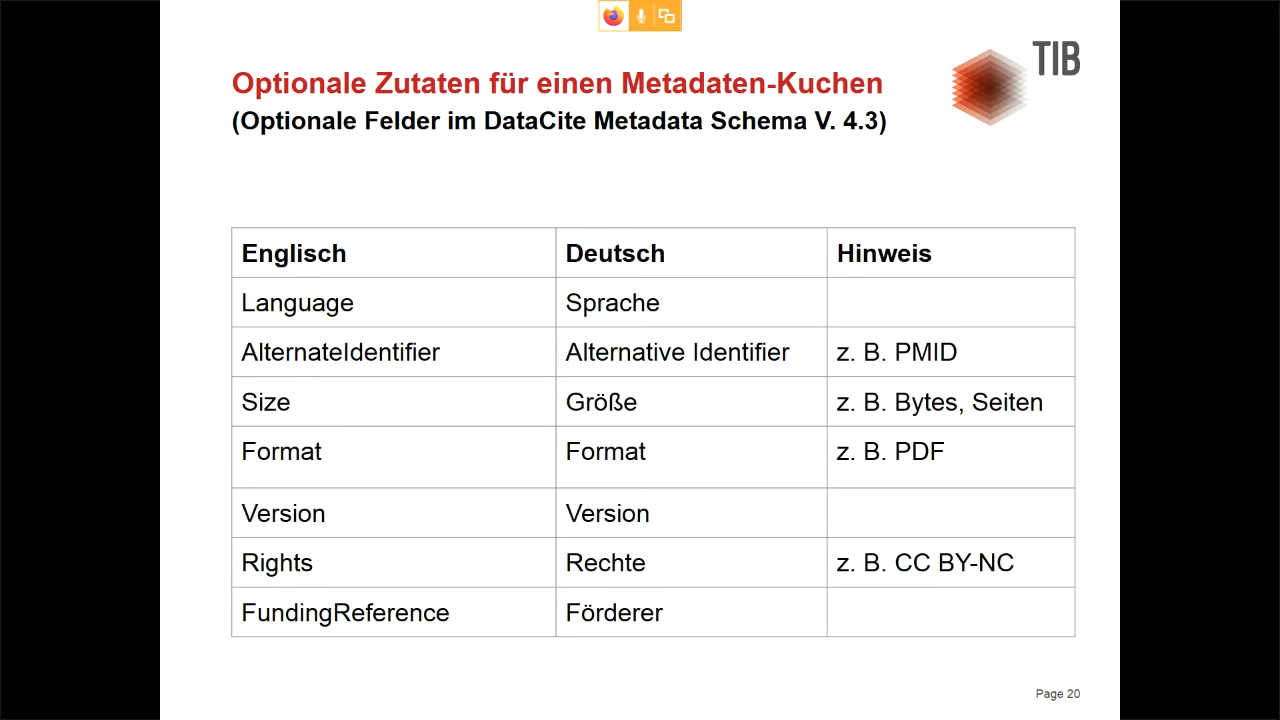 TIB
Optionale Zutaten für einen Metadaten-Kuchen
(Optionale Felder im DataCite Metadata Schema V. 4.3)
Englisch Deutsch Hinweis
Language Sprache
AlternateIdentifier Alternative Identifier z. B. PMID
Size Größe z. B. Bytes, Seiten
Format Format z. B. PDF
Version Version
Rights Rechte z. B. CC BY-NC
FundingReference Förderer
Page 20